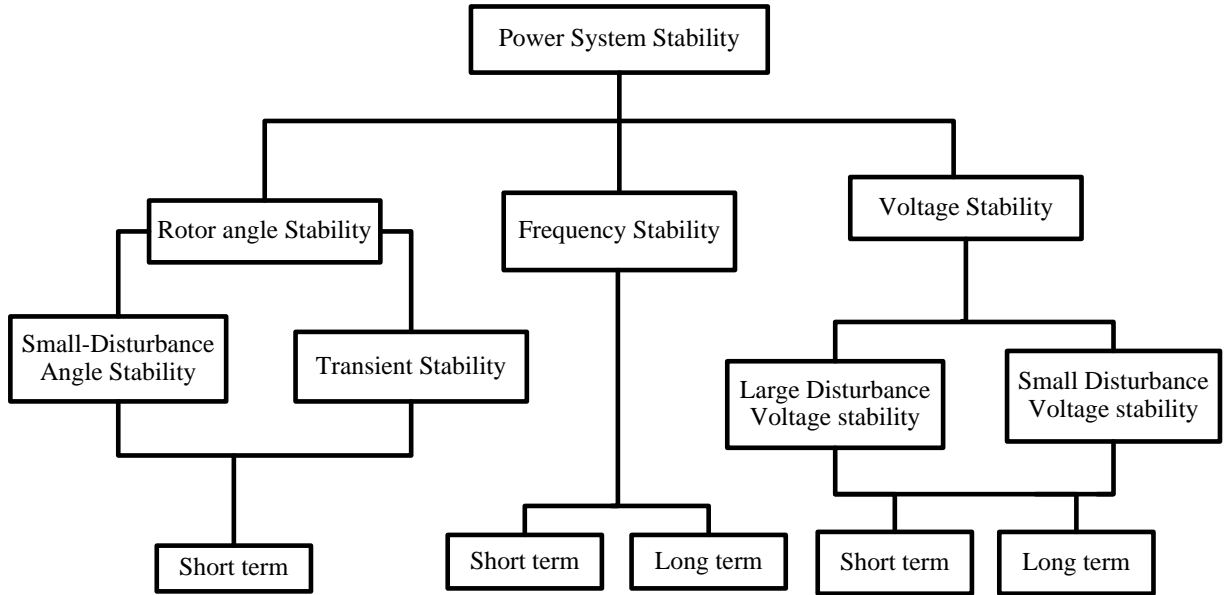 Power System Stability
Rotor angle Stability
Frequency Stability
Voltage Stability
Small-Disturbance
Angle Stability
Transient Stability
Large Disturbance
Voltage stability
Small Disturbance
Voltage stability
Short term
Short term
Long term
Short term
Long term